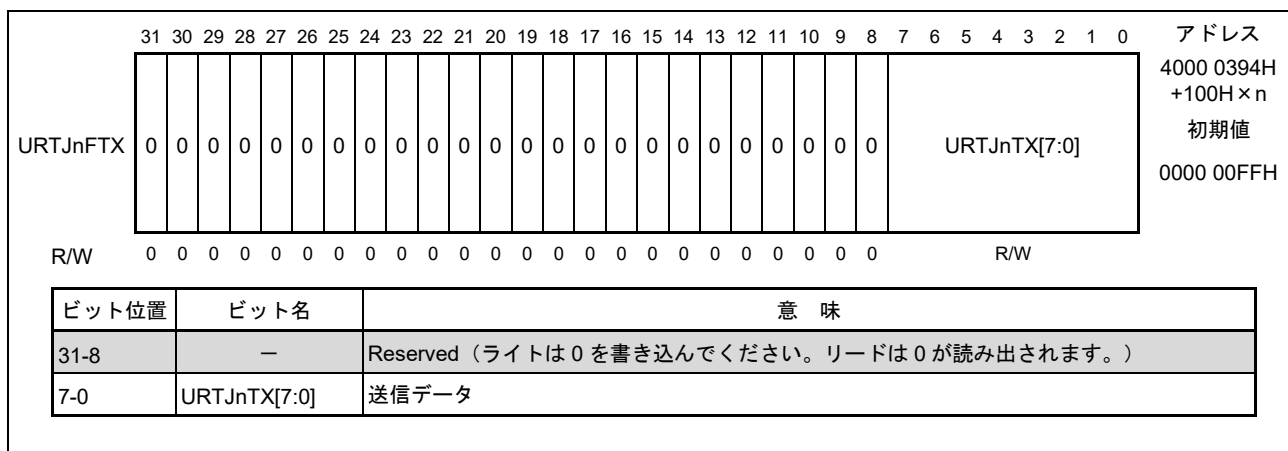 31 30 29 28 27 26 25 24 23 22 21 20 19 18 17 16 15 14 13 12 11 10 9 8 7 6 5 4 3 2 1 0 アドレス
4000 0394H
+100H×n
URTJnFTX 0 0 0 0 0 0 0 0 0 0 0 0 0 0 0 0 0 0 0 0 0 0 0 0 URTJnTX[7:0]
初期値
0000 00FFH
R/W 0 0 0 0 0 0 0 0 0 0 0 0 0 0 0 0 0 0 0 0 0 0 0 0 R/W
ビット位置 ビット名 意 味
31-8 － Reserved（ライトは 0 を書き込んでください。リードは 0 が読み出されます。）
7-0 URTJnTX[7:0] 送信データ